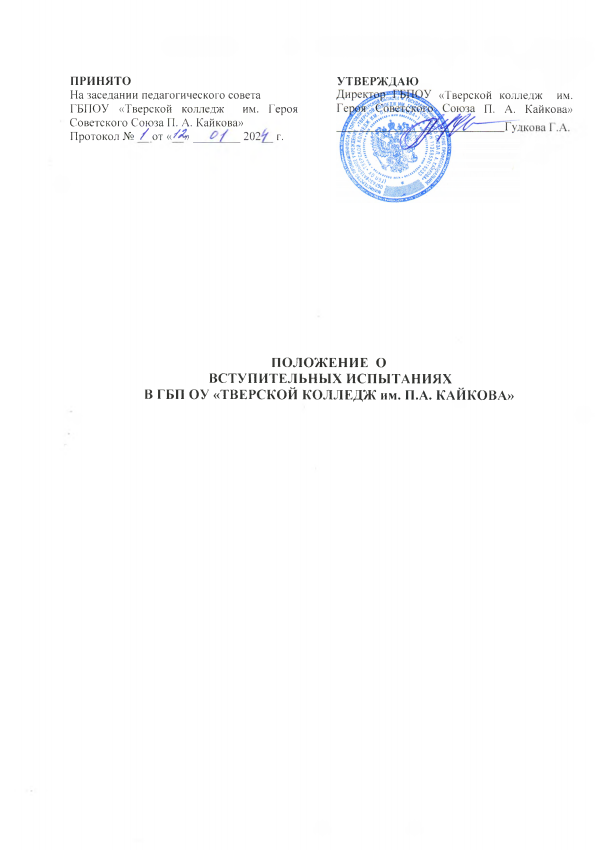 ПРИНЯТО
На заседании педагогического совета
ГБПОУ «Тверской колледж им. Героя
Советского Союза П. А. Кайкова»
Протокол № 1 от «12» 01 2024 г.
УТВЕРЖДАЮ
Директор ГБПОУ «Тверской колледж им.
Героя Советского Союза П. А. Кайкова»
Гудкова Г.А.
ПОЛОЖЕНИЕ О
ВСТУПИТЕЛЬНЫХ ИСПЫТАНИЯХ
В ГБП ОУ «ТВЕРСКОЙ КОЛЛЕДЖ им. П.А. КАЙКОВА»